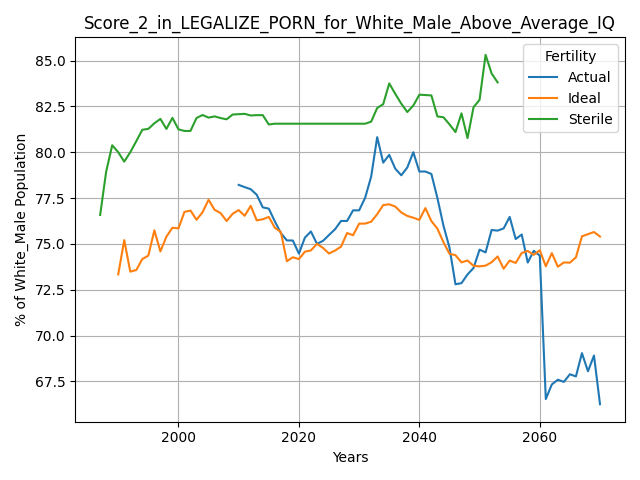 Score_2_in_LEGALIZE_PORN_for_White_Male_Above_Average_IQ
% of White_Male Population
85.0
82.5
80.0
77.5
75.0
72.5
70.0
67.5
Fertility
Actual
Ideal
Sterile
2000
2020
2040
2060
Years